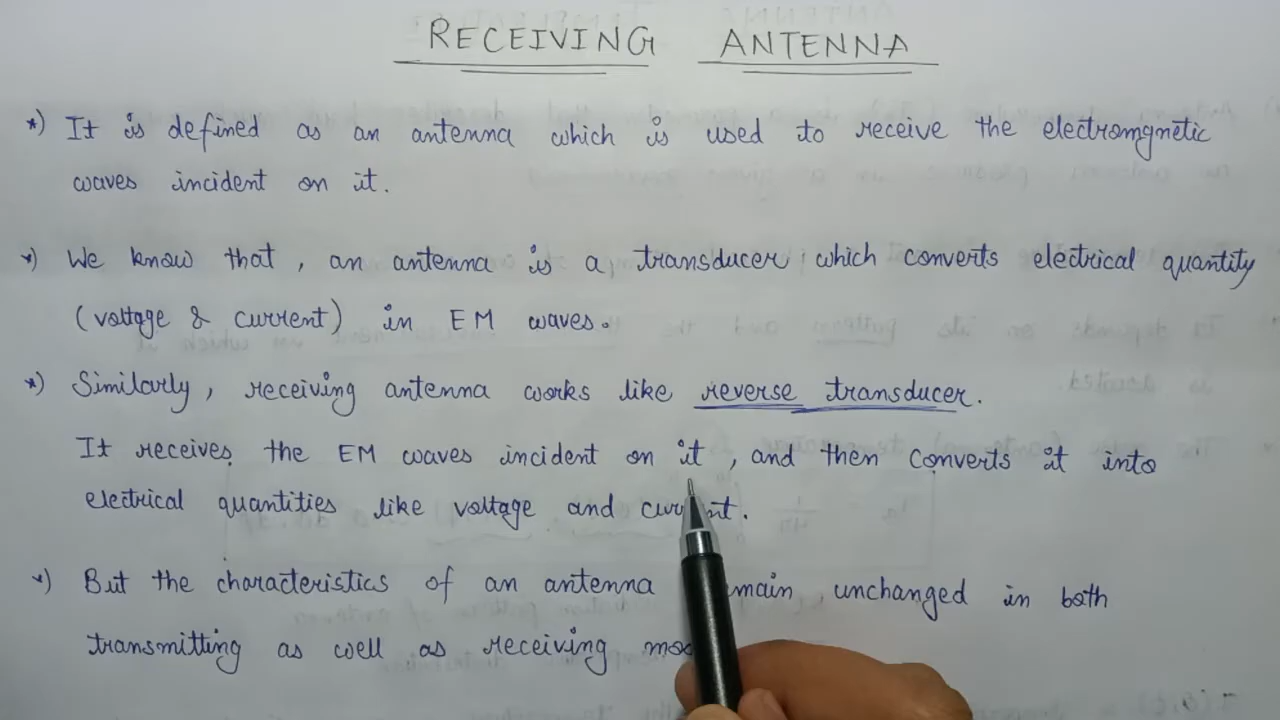 RECEIVING ANTENNA
*) It is defined as an antenna which is used to receive the electromgnetic
waves incident on it.
*) We know that, an antenna is a transducer which converts electrical quantity
(voltage & current) in EM waves.
*) Similarly, receiving antenna works like reverse transducer.
It receives the EM waves incident on it, and then converts it into
electrical quantities like voltage and current.
*) But the characteristics of an antenna remain unchanged in both
transmitting as well as receiving